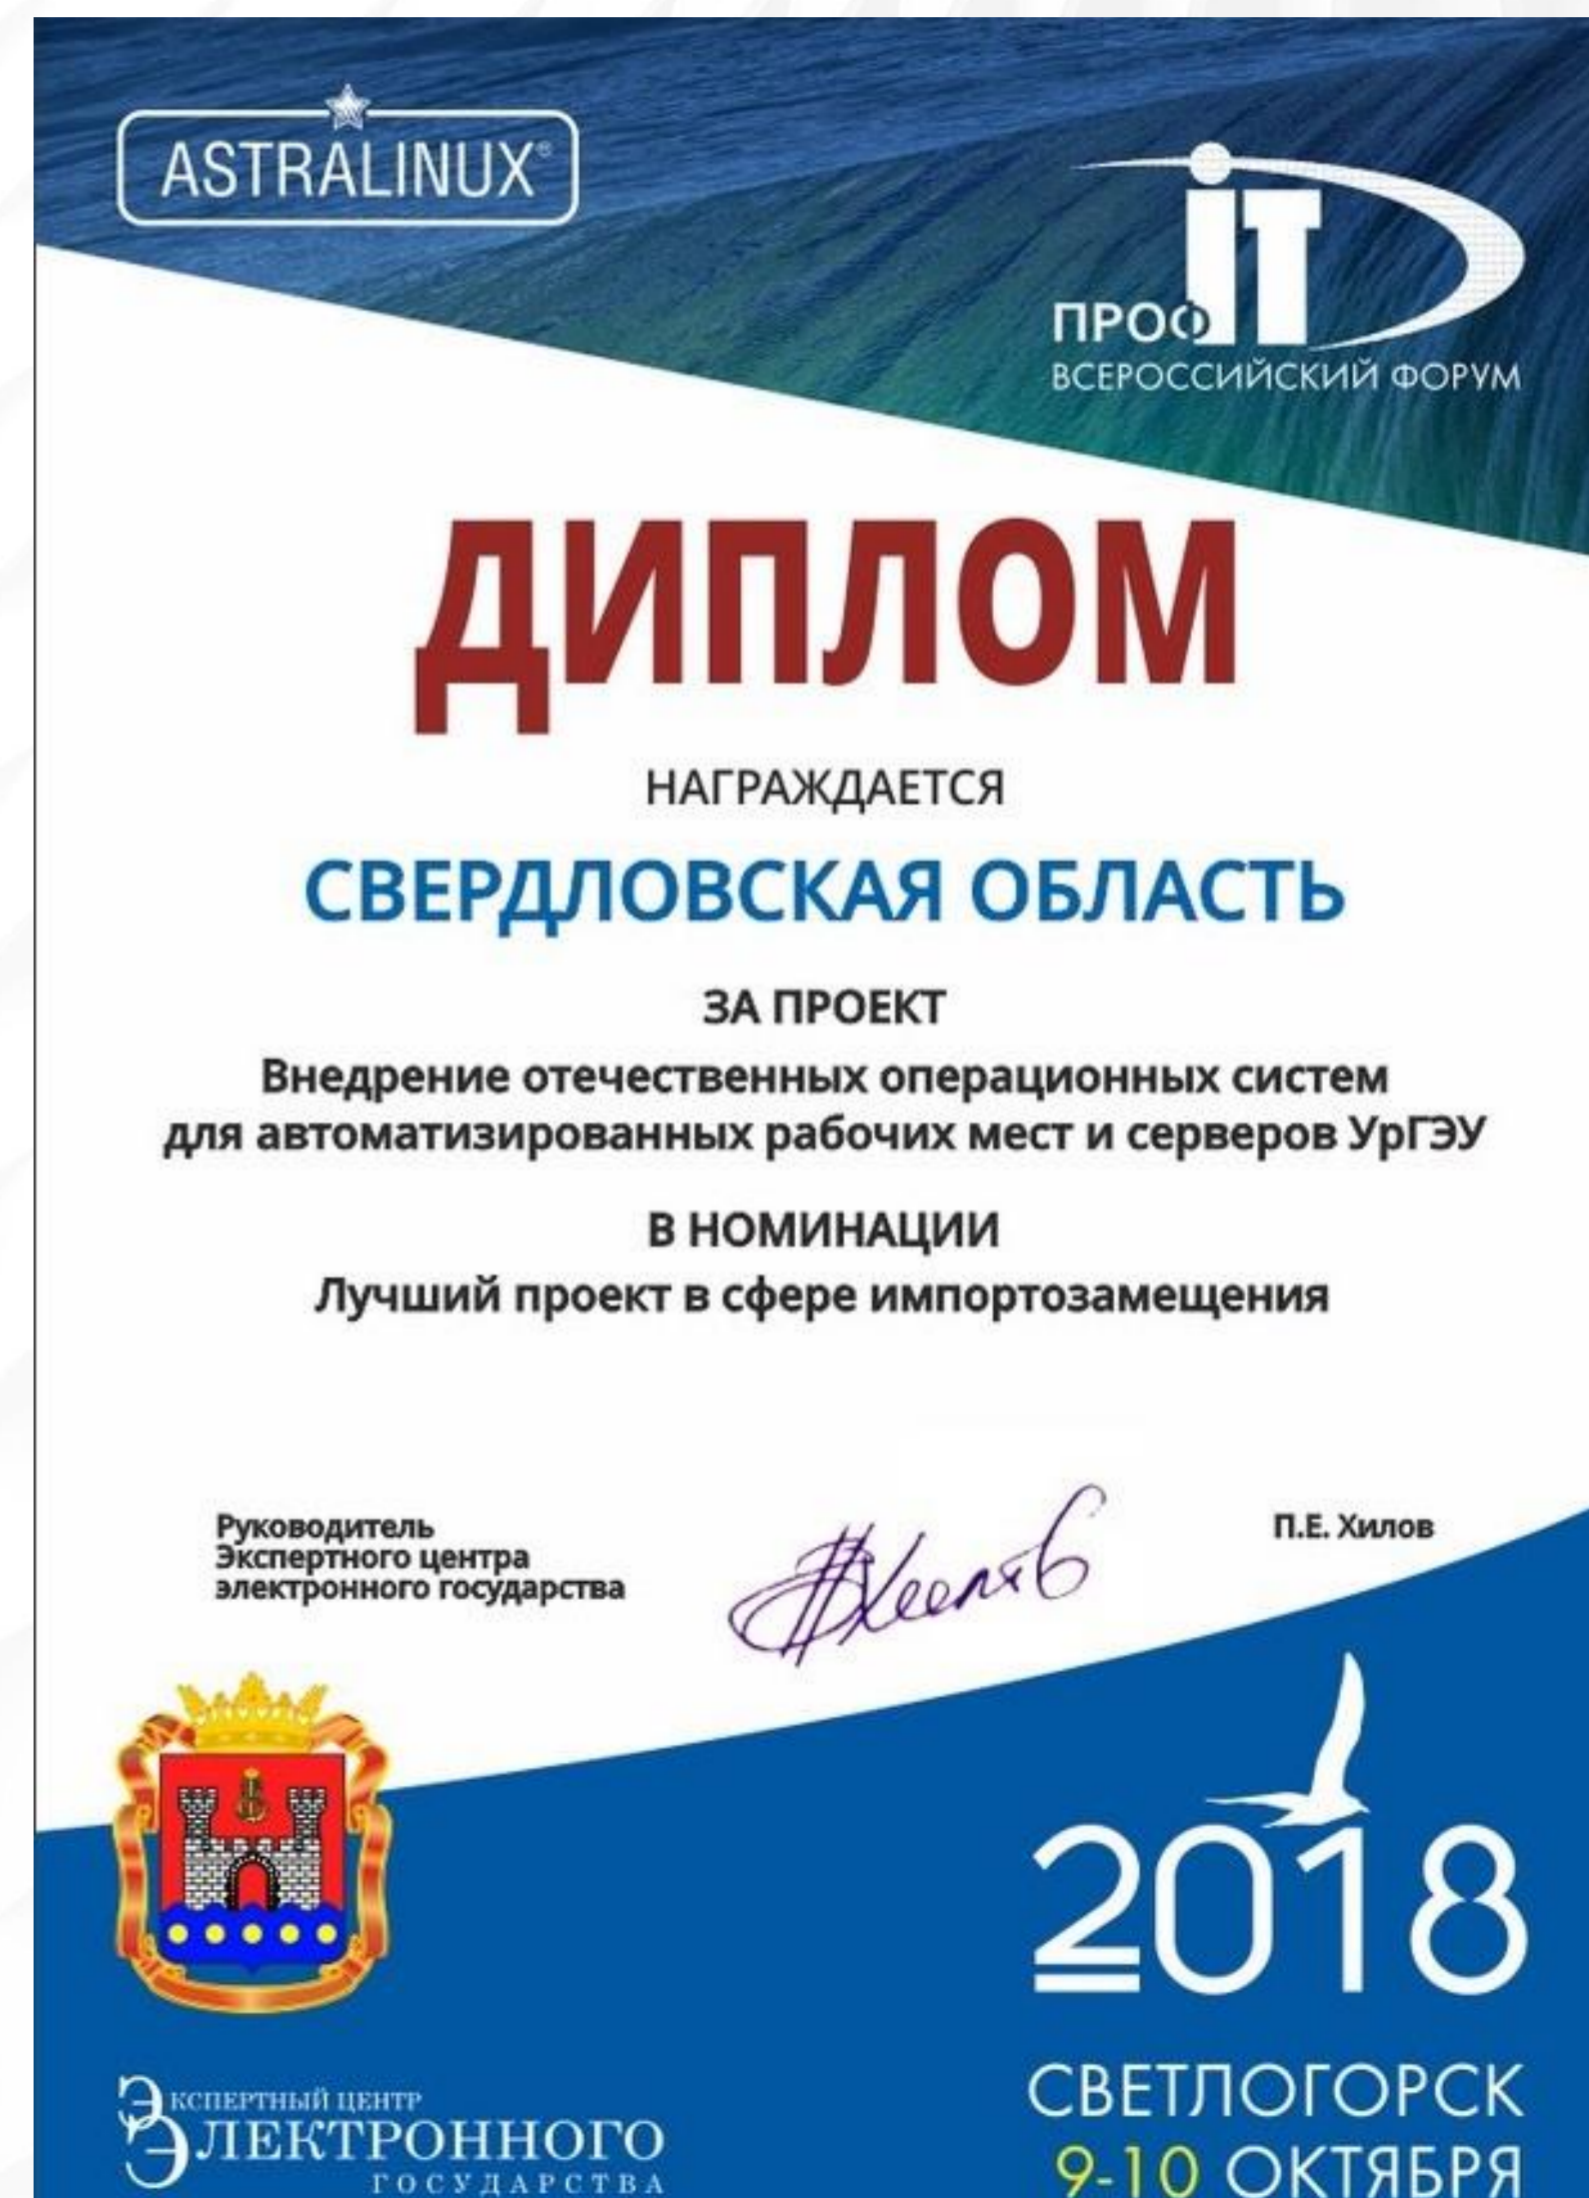 ASTRALINUX®
ПРОФIT
ВСЕРОССИЙСКИЙ ФОРУМ
ДИПЛОМ
НАГРАЖДАЕТСЯ
СВЕРДЛОВСКАЯ ОБЛАСТЬ
ЗА ПРОЕКТ
Внедрение отечественных операционных систем
для автоматизированных рабочих мест и серверов УрГЭУ
В НОМИНАЦИИ
Лучший проект в сфере импортозамещения
Руководитель
Экспертного центра
электронного государства
П.Е. Хилов
2018
СВЕТЛОГОРСК
9-10 ОКТЯБРЯ
ЭКСПЕРТНЫЙ ЦЕНТР
ЭЛЕКТРОННОГО
ГОСУДАРСТВА